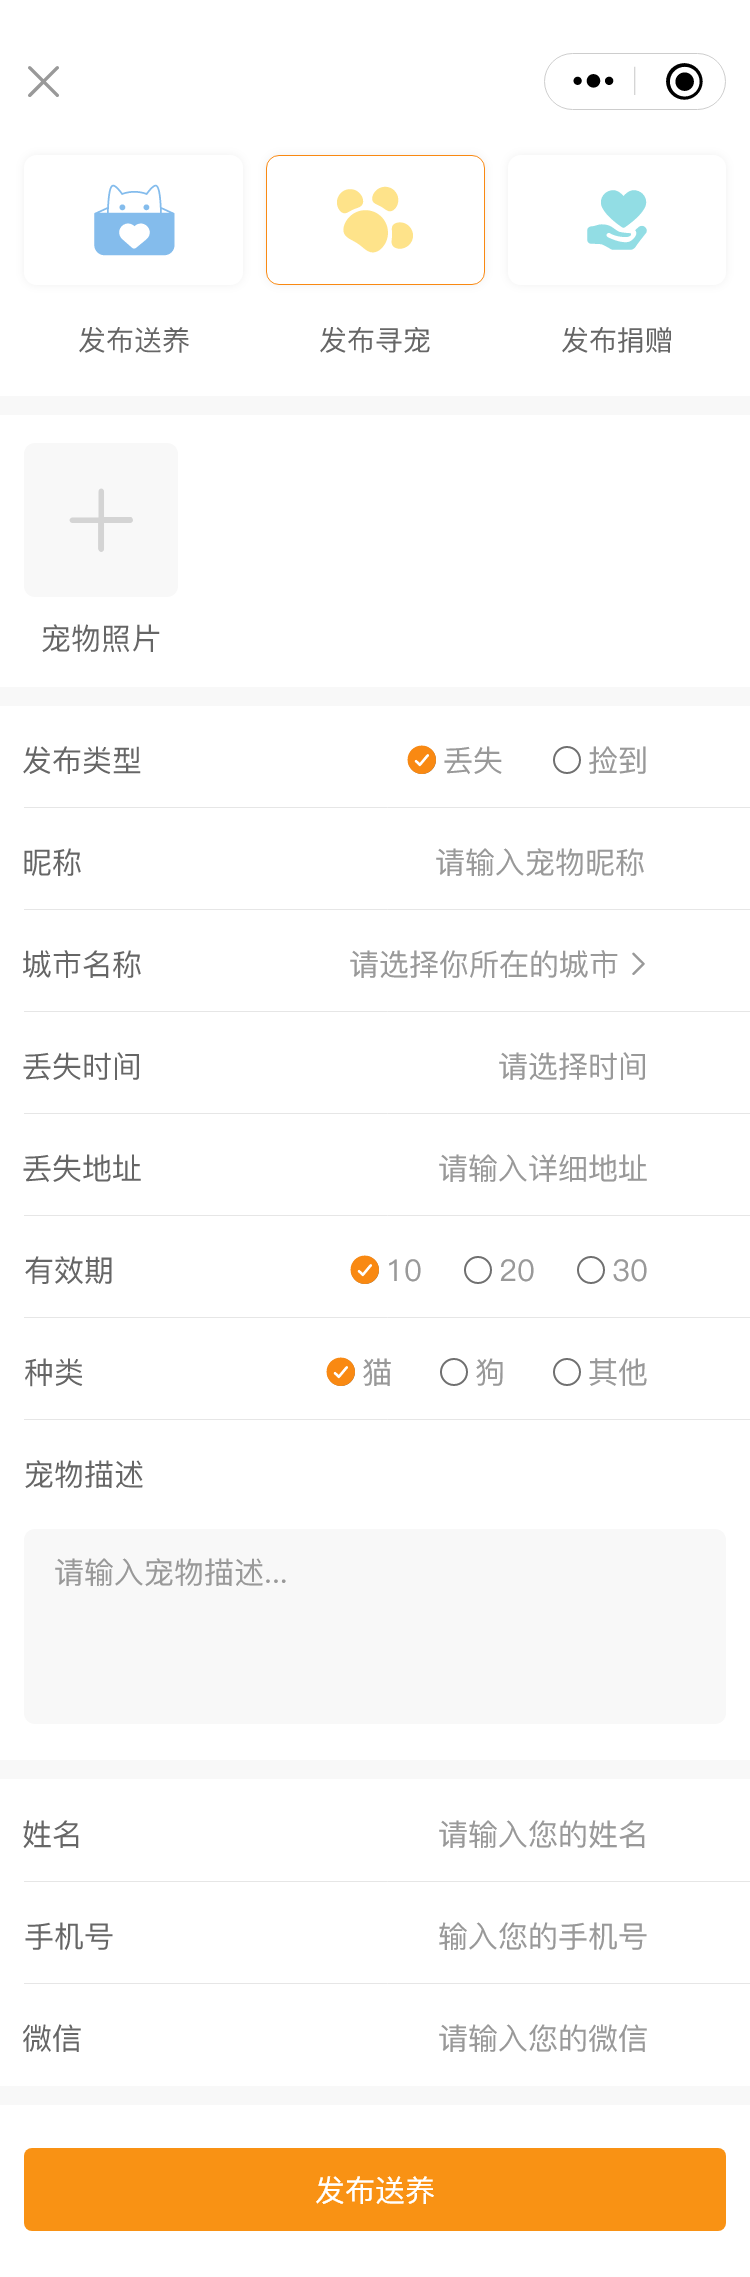 发布送养
发布寻宠
发布捐赠
宠物照片
发布类型 丢失 捡到
昵称 请输入宠物昵称
城市名称 请选择你所在的城市
丢失时间 请选择时间
丢失地址 请输入详细地址
有效期 10 20 30
种类 猫 狗 其他
宠物描述
请输入宠物描述...
姓名 请输入您的姓名
手机号 输入您的手机号
微信 请输入您的微信
发布送养